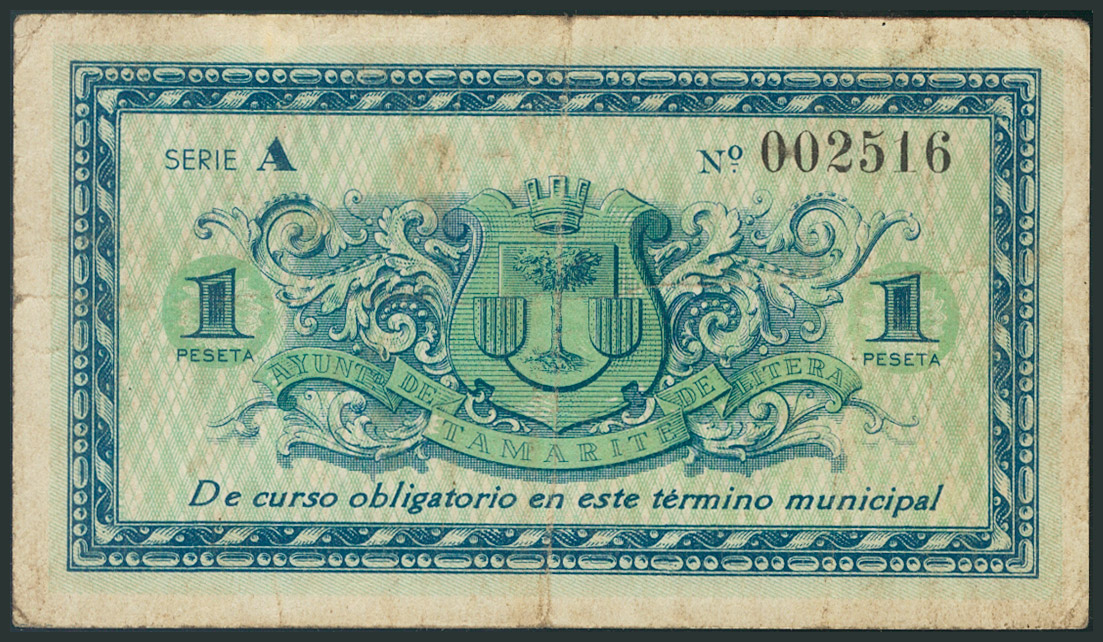 SERIE A
Nº 002516
1
PESETA
1
PESETA
AYUNTº DE TAMARITE DE LITERA
De curso obligatorio en este término municipal